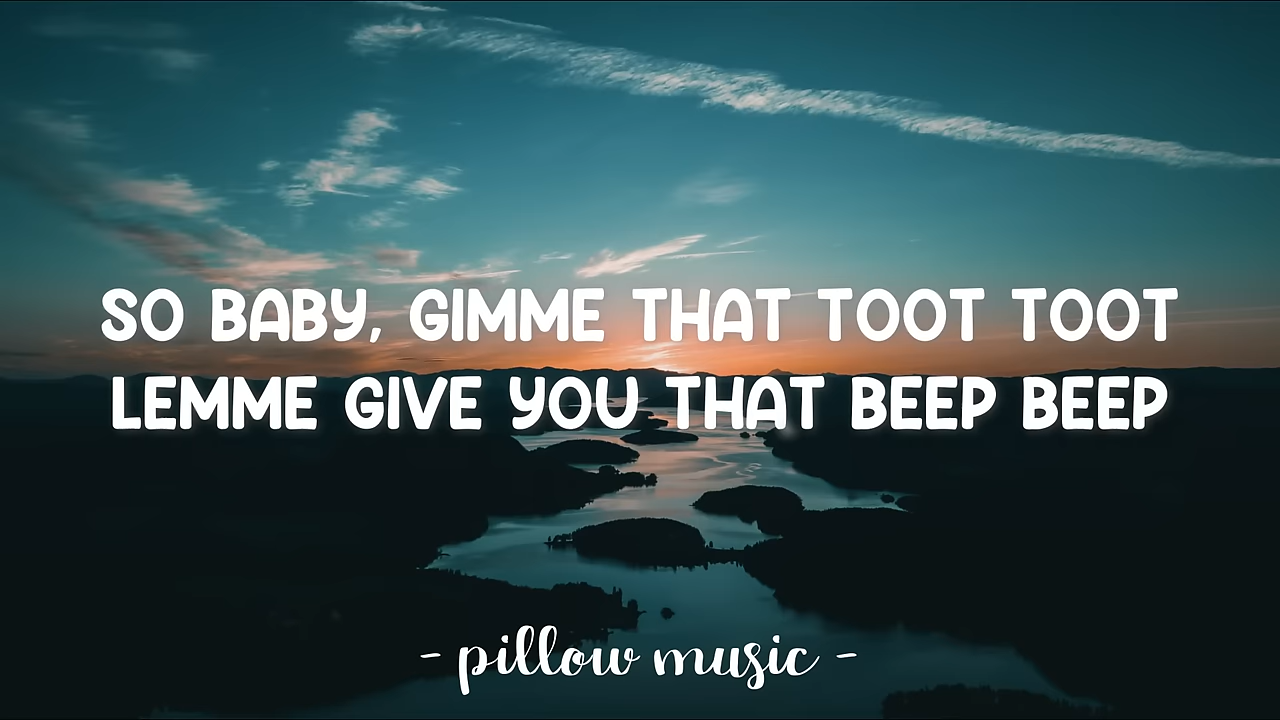 SO BABY, GIMME THAT TOOT TOOT
LEMME GIVE YOU THAT BEEP BEEP
- pillow music -